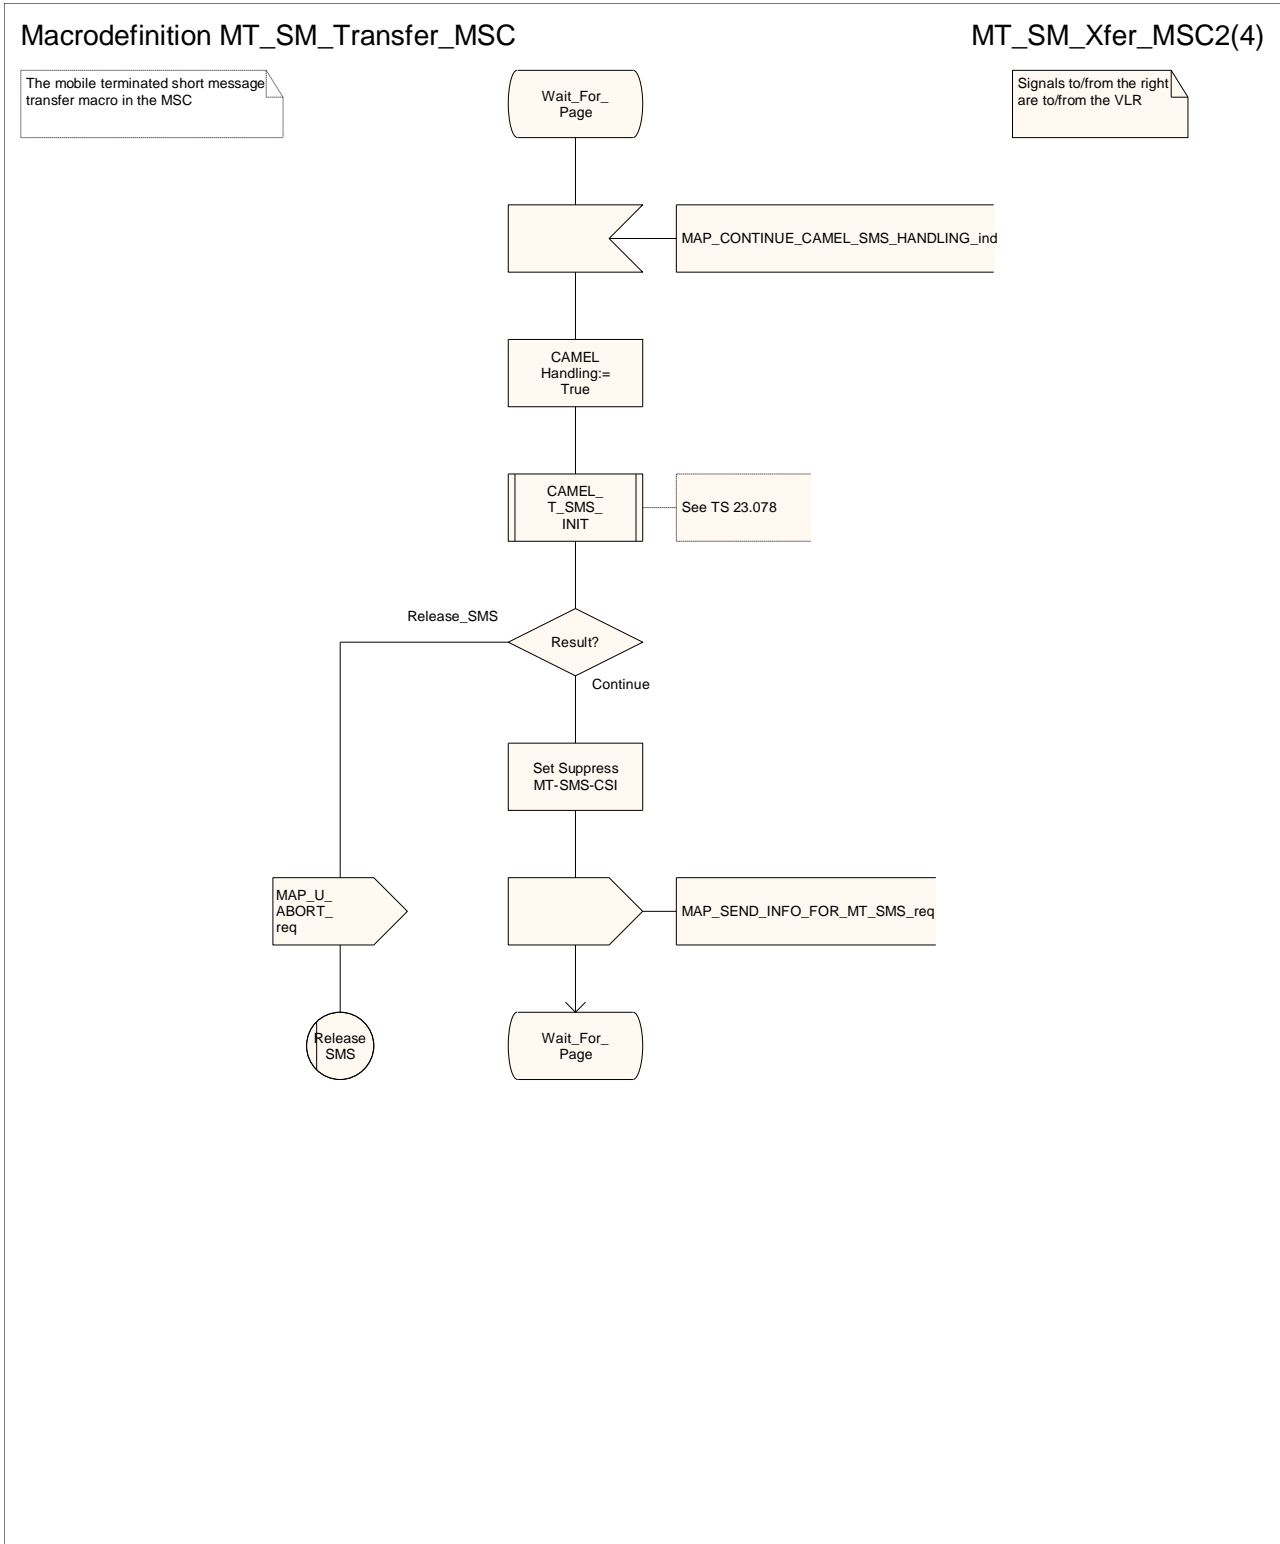 Macrodefinition MT_SM_Transfer_MSC
MT_SM_Xfer_MSC2(4)
The mobile terminated short message
transfer macro in the MSC
Signals to/from the right
are to/from the VLR
Wait_For_
Page
MAP_CONTINUE_CAMEL_SMS_HANDLING_ind
CAMEL
Handling:=
True
CAMEL_
T_SMS_
INIT
See TS 23.078
Release_SMS
Result?
Continue
Set Suppress
MT-SMS-CSI
MAP_U_
ABORT_
req
MAP_SEND_INFO_FOR_MT_SMS_req
Release
SMS
Wait_For_
Page